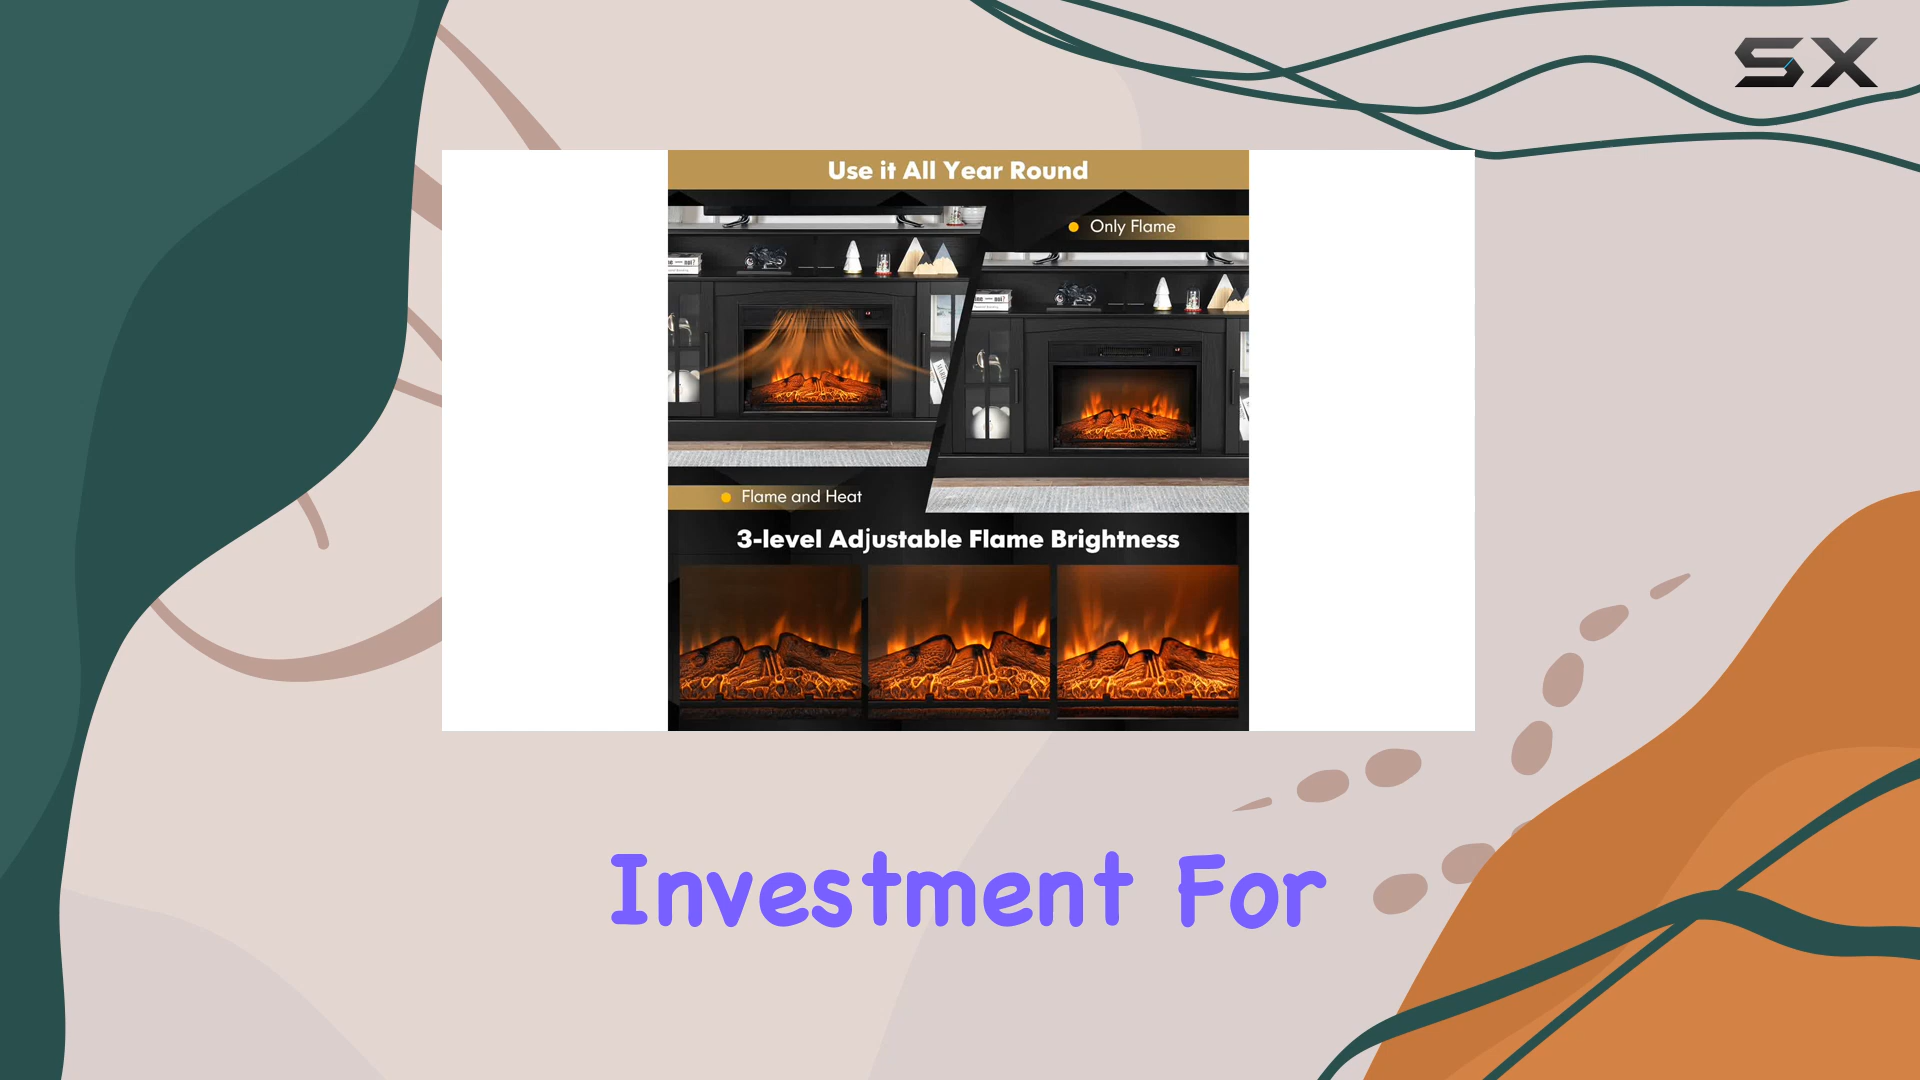 SX
Use it All Year Round
Only Flame
Flame and Heat
3-level Adjustable Flame Brightness
Investment For